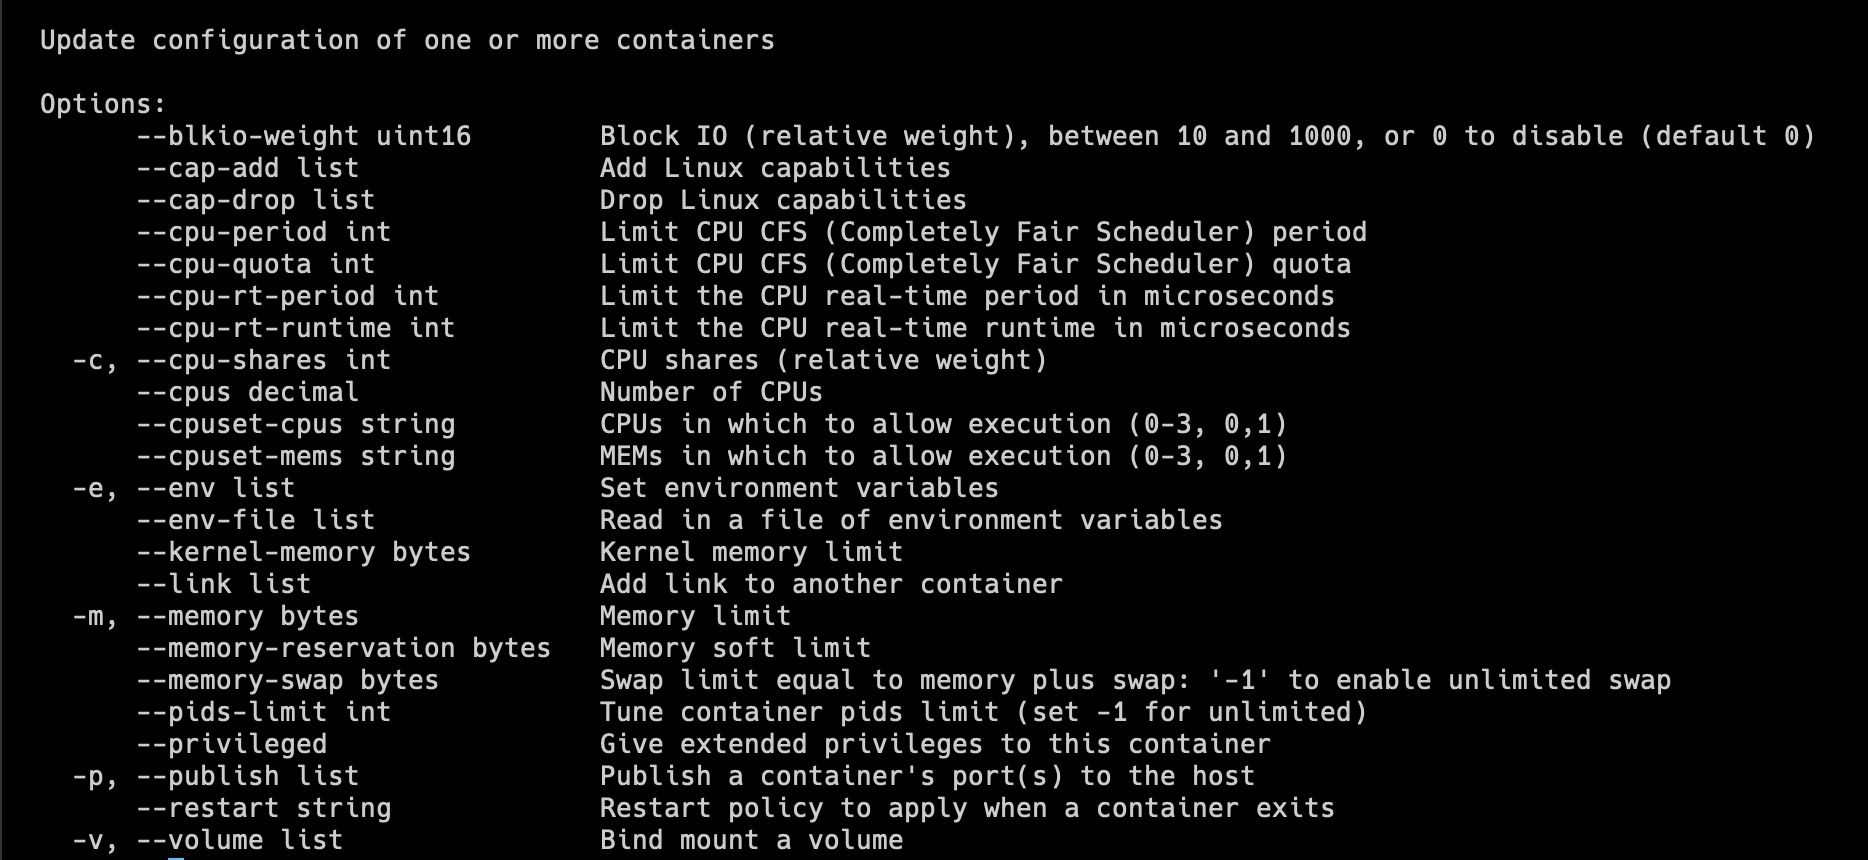 Update configuration of one or more containers
Options:
      --blkio-weight uint16        Block IO (relative weight), between 10 and 1000, or 0 to disable (default 0)
      --cap-add list               Add Linux capabilities
      --cap-drop list              Drop Linux capabilities
      --cpu-period int             Limit CPU CFS (Completely Fair Scheduler) period
      --cpu-quota int              Limit CPU CFS (Completely Fair Scheduler) quota
      --cpu-rt-period int          Limit the CPU real-time period in microseconds
      --cpu-rt-runtime int         Limit the CPU real-time runtime in microseconds
  -c, --cpu-shares int             CPU shares (relative weight)
      --cpus decimal               Number of CPUs
      --cpuset-cpus string         CPUs in which to allow execution (0-3, 0,1)
      --cpuset-mems string         MEMs in which to allow execution (0-3, 0,1)
  -e, --env list                   Set environment variables
      --env-file list              Read in a file of environment variables
      --kernel-memory bytes        Kernel memory limit
      --link list                  Add link to another container
  -m, --memory bytes               Memory limit
      --memory-reservation bytes   Memory soft limit
      --memory-swap bytes          Swap limit equal to memory plus swap: '-1' to enable unlimited swap
      --pids-limit int             Tune container pids limit (set -1 for unlimited)
      --privileged                 Give extended privileges to this container
  -p, --publish list               Publish a container's port(s) to the host
      --restart string             Restart policy to apply when a container exits
  -v, --volume list                Bind mount a volume